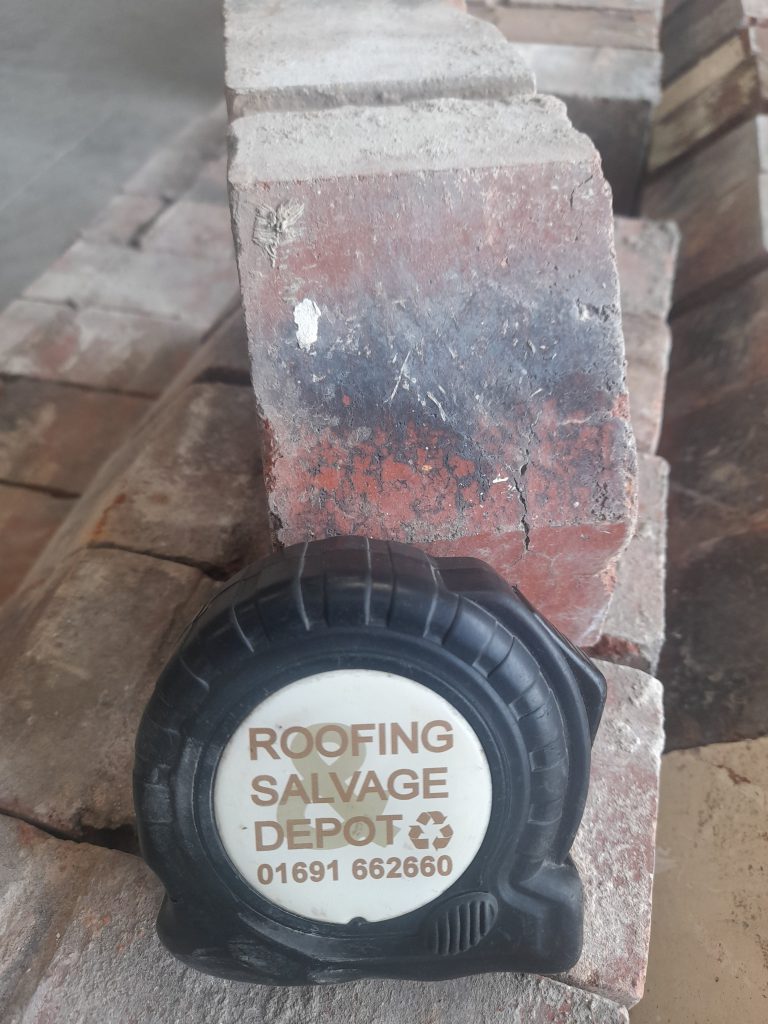 ROOFING
&
SALVAGE
DEPOT
01691 662660